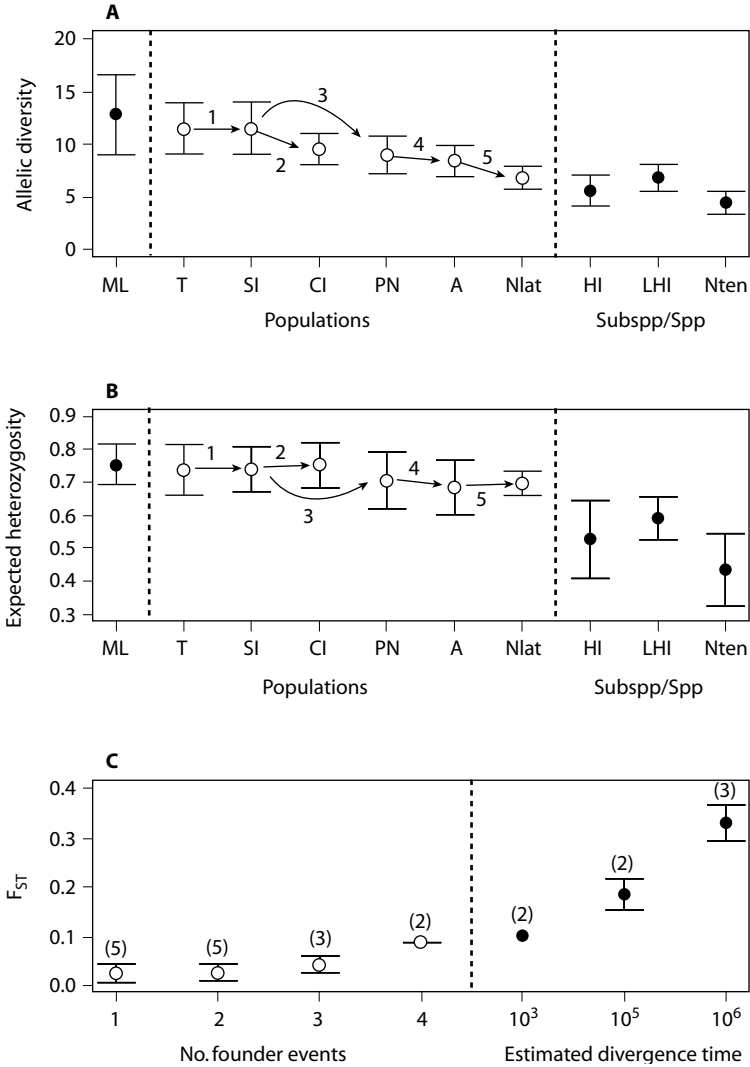 A
Allelic diversity
20
15
10
5
0
1
2
3
4
5
ML T SI CI PN A Nlat HI LHI Nten
Populations Subspp/Spp
B
Expected heterozygosity
0.9
0.8
0.7
0.6
0.5
0.4
0.3
1
2
3
4
5
ML T SI CI PN A Nlat HI LHI Nten
Populations Subspp/Spp
C
F_ST
0.4
0.3
0.2
0.1
0.0
(5) (5) (3) (2) (2) (2) (3)
1 2 3 4 10³ 10⁵ 10⁶
No. founder events Estimated divergence time